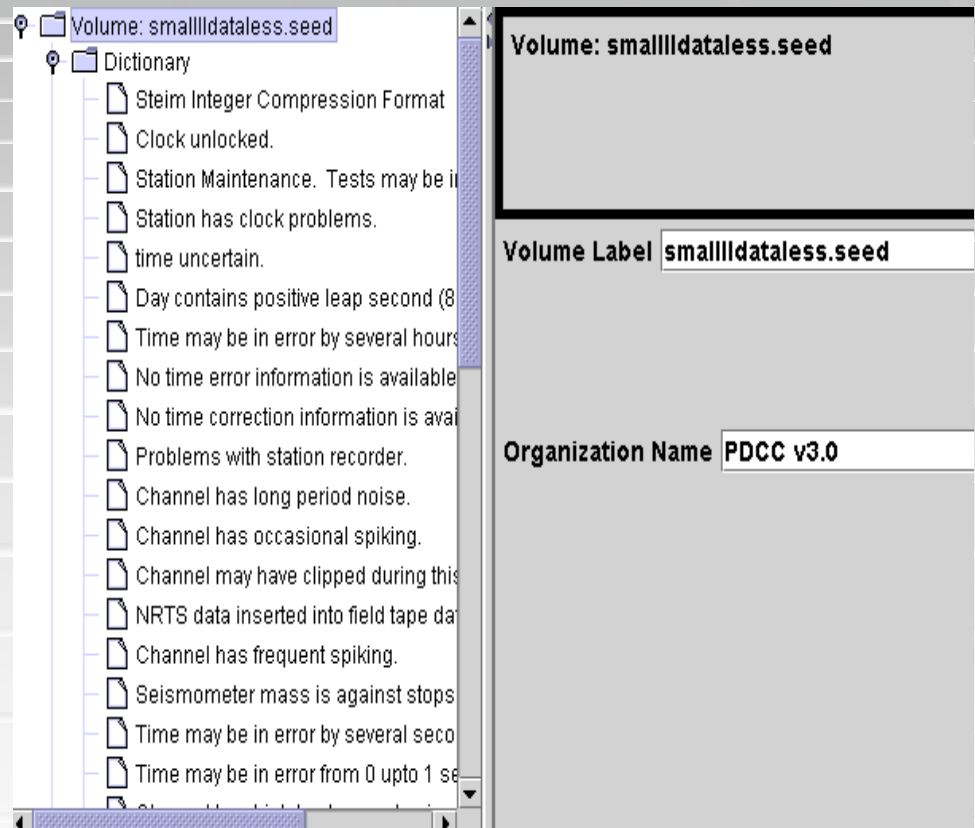 Volume: smallIldataless.seed
Dictionary
Steim Integer Compression Format
Clock unlocked.
Station Maintenance. Tests may be
Station has clock problems.
time uncertain.
Day contains positive leap second (8
Time may be in error by several hours
No time error information is available
No time correction information is
Problems with station recorder.
Channel has long period noise.
Channel has occasional spiking.
Channel may have clipped during this
NRTS data inserted into field tape
Channel has frequent spiking.
Seismometer mass is against stops
Time may be in error by several seco
Time may be in error from 0 upto 1 se
Volume: smallIldataless.seed
Volume Label smallIldataless.seed
Organization Name PDCC v3.0